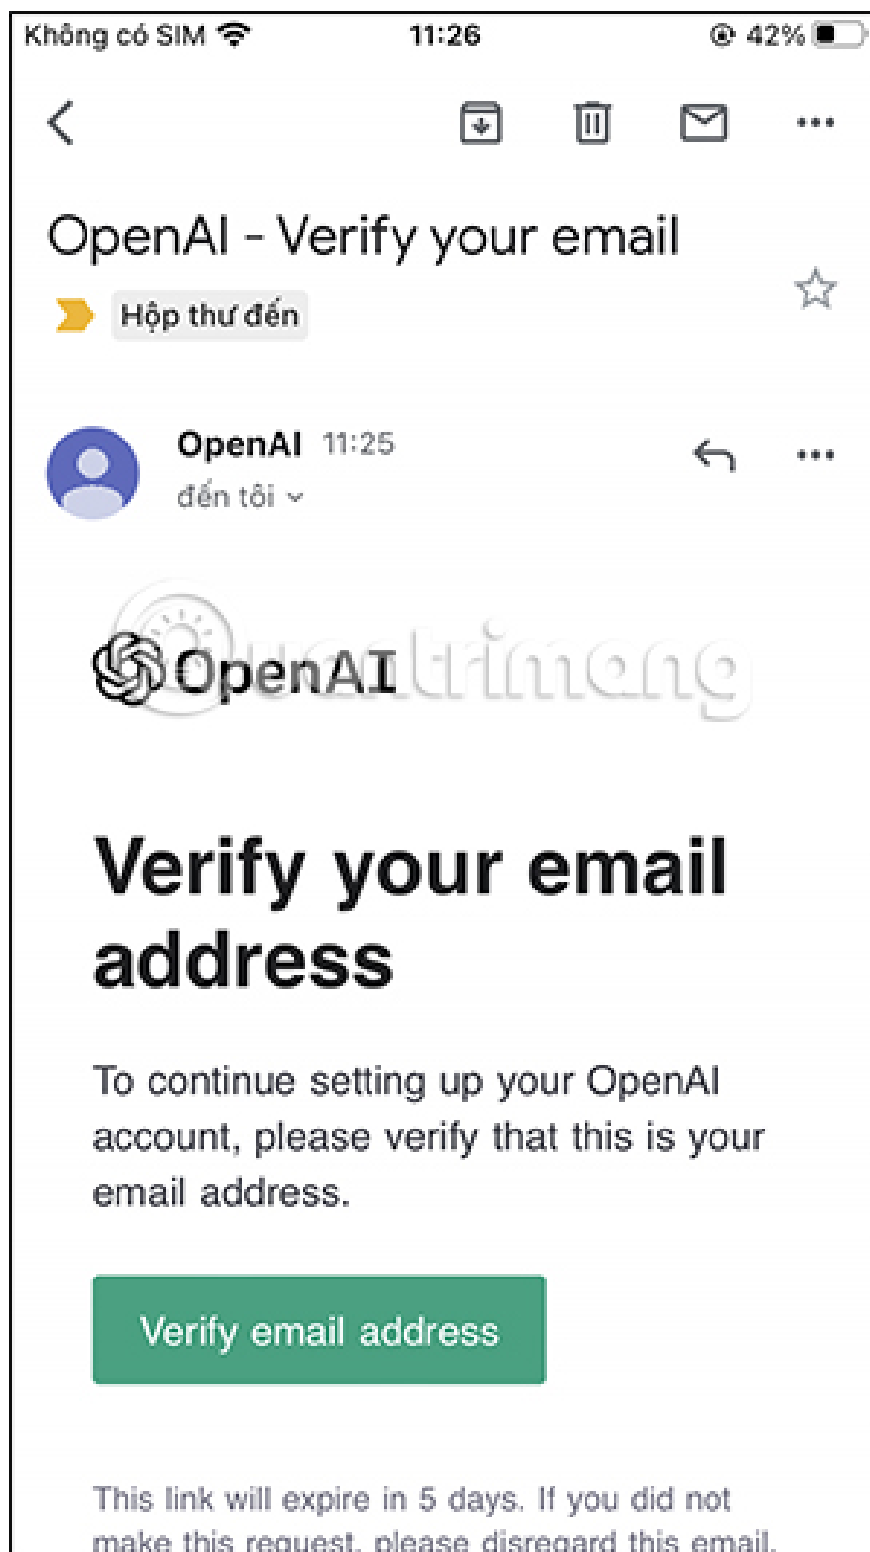 Không có SIM 11:26 42%
OpenAI - Verify your email
Hộp thư đến
OpenAI 11:25
đến tôi
OpenAI
Quantrimang
Verify your email
address
To continue setting up your OpenAI
account, please verify that this is your
email address.
Verify email address
This link will expire in 5 days. If you did not
make this request, please disregard this email.